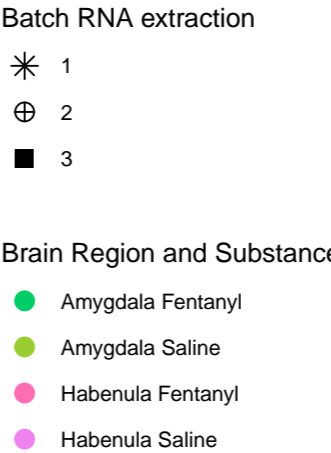 Batch RNA extraction
1
2
3
Brain Region and Substance
Amygdala Fentanyl
Amygdala Saline
Habenula Fentanyl
Habenula Saline